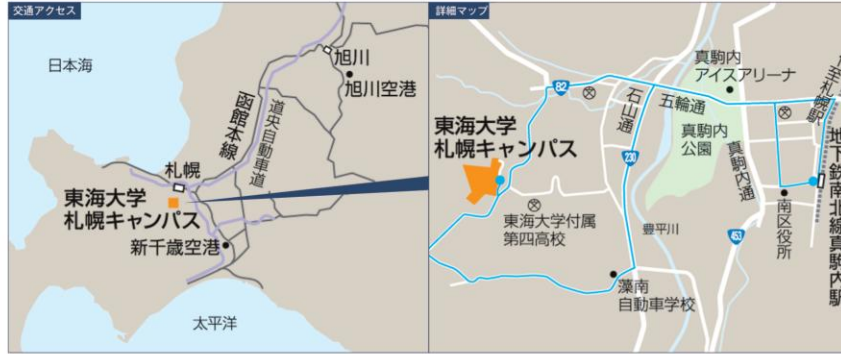 交通アクセス
日本海
旭川
旭川空港
函館本線
道央自動車道
札幌
東海大学
札幌キャンパス
新千歳空港
太平洋
詳細マップ
82
石山通
五輪通
真駒内
アイスアリーナ
至札幌駅
東海大学
札幌キャンパス
真駒内
公園
真駒内通
230
東海大学付属
第四高校
豊平川
453
南区役所
地下鉄南北線真駒内駅
藻南
自動車学校